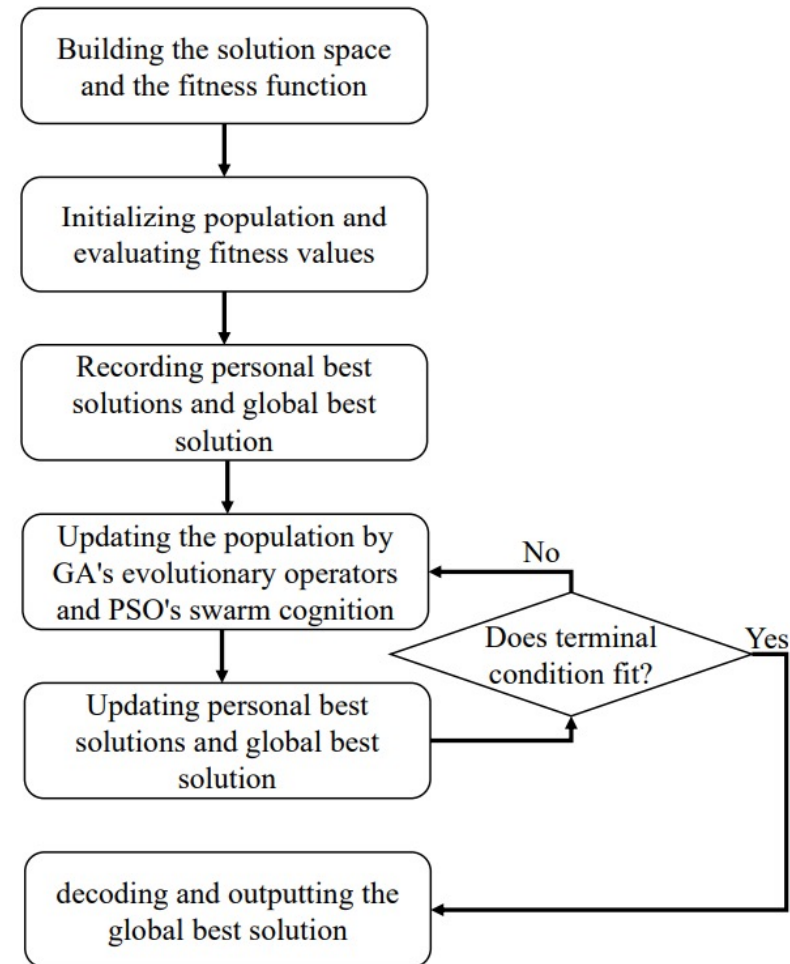 Building the solution space
and the fitness function
Initializing population and
evaluating fitness values
Recording personal best
solutions and global best
solution
Updating the population by
GA's evolutionary operators
and PSO's swarm cognition
No
Does terminal
condition fit?
Yes
Updating personal best
solutions and global best
solution
decoding and outputting the
global best solution